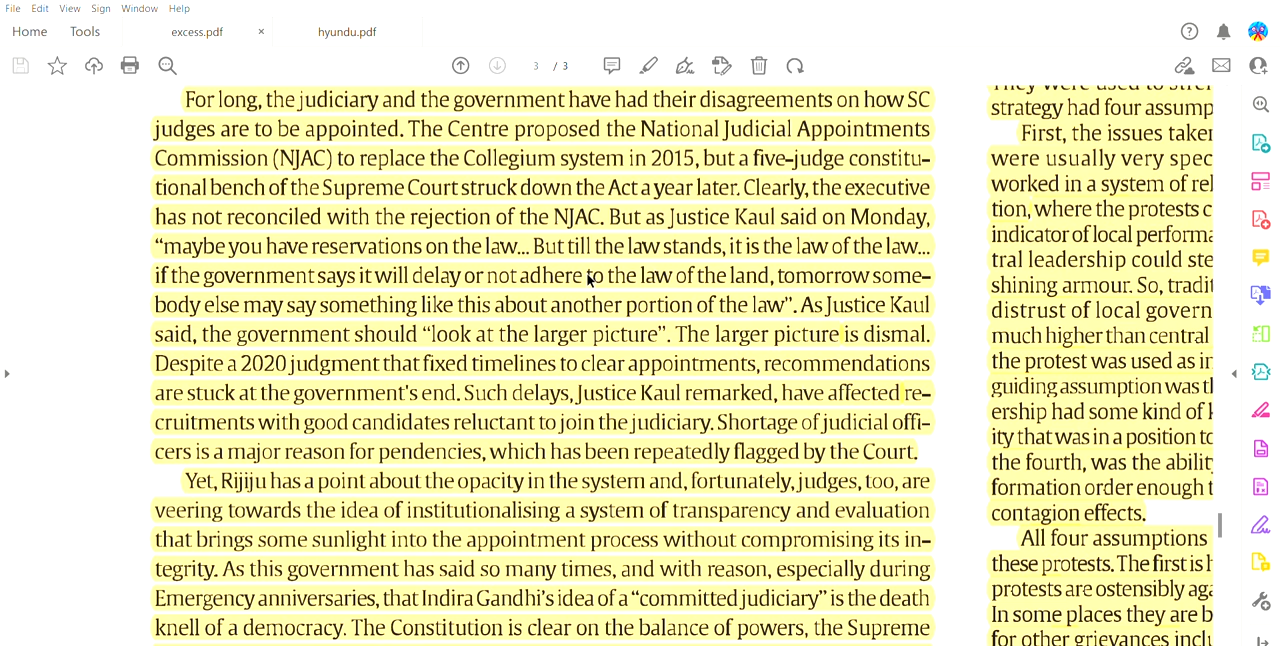 File Edit View Sign Window Help
Home Tools excess.pdf × hyundu.pdf
3 / 3
For long, the judiciary and the government have had their disagreements on how SC
judges are to be appointed. The Centre proposed the National Judicial Appointments
Commission (NJAC) to replace the Collegium system in 2015, but a five-judge constitu-
tional bench of the Supreme Court struck down the Act a year later. Clearly, the executive
has not reconciled with the rejection of the NJAC. But as Justice Kaul said on Monday,
“maybe you have reservations on the law... But till the law stands, it is the law of the law...
if the government says it will delay or not adhere to the law of the land, tomorrow some-
body else may say something like this about another portion of the law”. As Justice Kaul
said, the government should “look at the larger picture”. The larger picture is dismal.
Despite a 2020 judgment that fixed timelines to clear appointments, recommendations
are stuck at the government's end. Such delays, Justice Kaul remarked, have affected re-
cruitments with good candidates reluctant to join the judiciary. Shortage of judicial offi-
cers is a major reason for pendencies, which has been repeatedly flagged by the Court.
Yet, Rijiju has a point about the opacity in the system and, fortunately, judges, too, are
veering towards the idea of institutionalising a system of transparency and evaluation
that brings some sunlight into the appointment process without compromising its in-
tegrity. As this government has said so many times, and with reason, especially during
Emergency anniversaries, that Indira Gandhi’s idea of a “committed judiciary” is the death
knell of a democracy. The Constitution is clear on the balance of powers, the Supreme
They were used to
strategy had four assump
First, the issues taken
were usually very spec
worked in a system of rel
tion, where the protests c
indicator of local performa
tral leadership could ste
shining armour. So, tradit
distrust of local govern
much higher than central
the protest was used as in
guiding assumption was th
ership had some kind of k
ity that was in a position to
the fourth, was the ability
formation order enough t
contagion effects.
All four assumptions
these protests. The first is h
protests are ostensibly aga
In some places they are b
for other grievances inclu